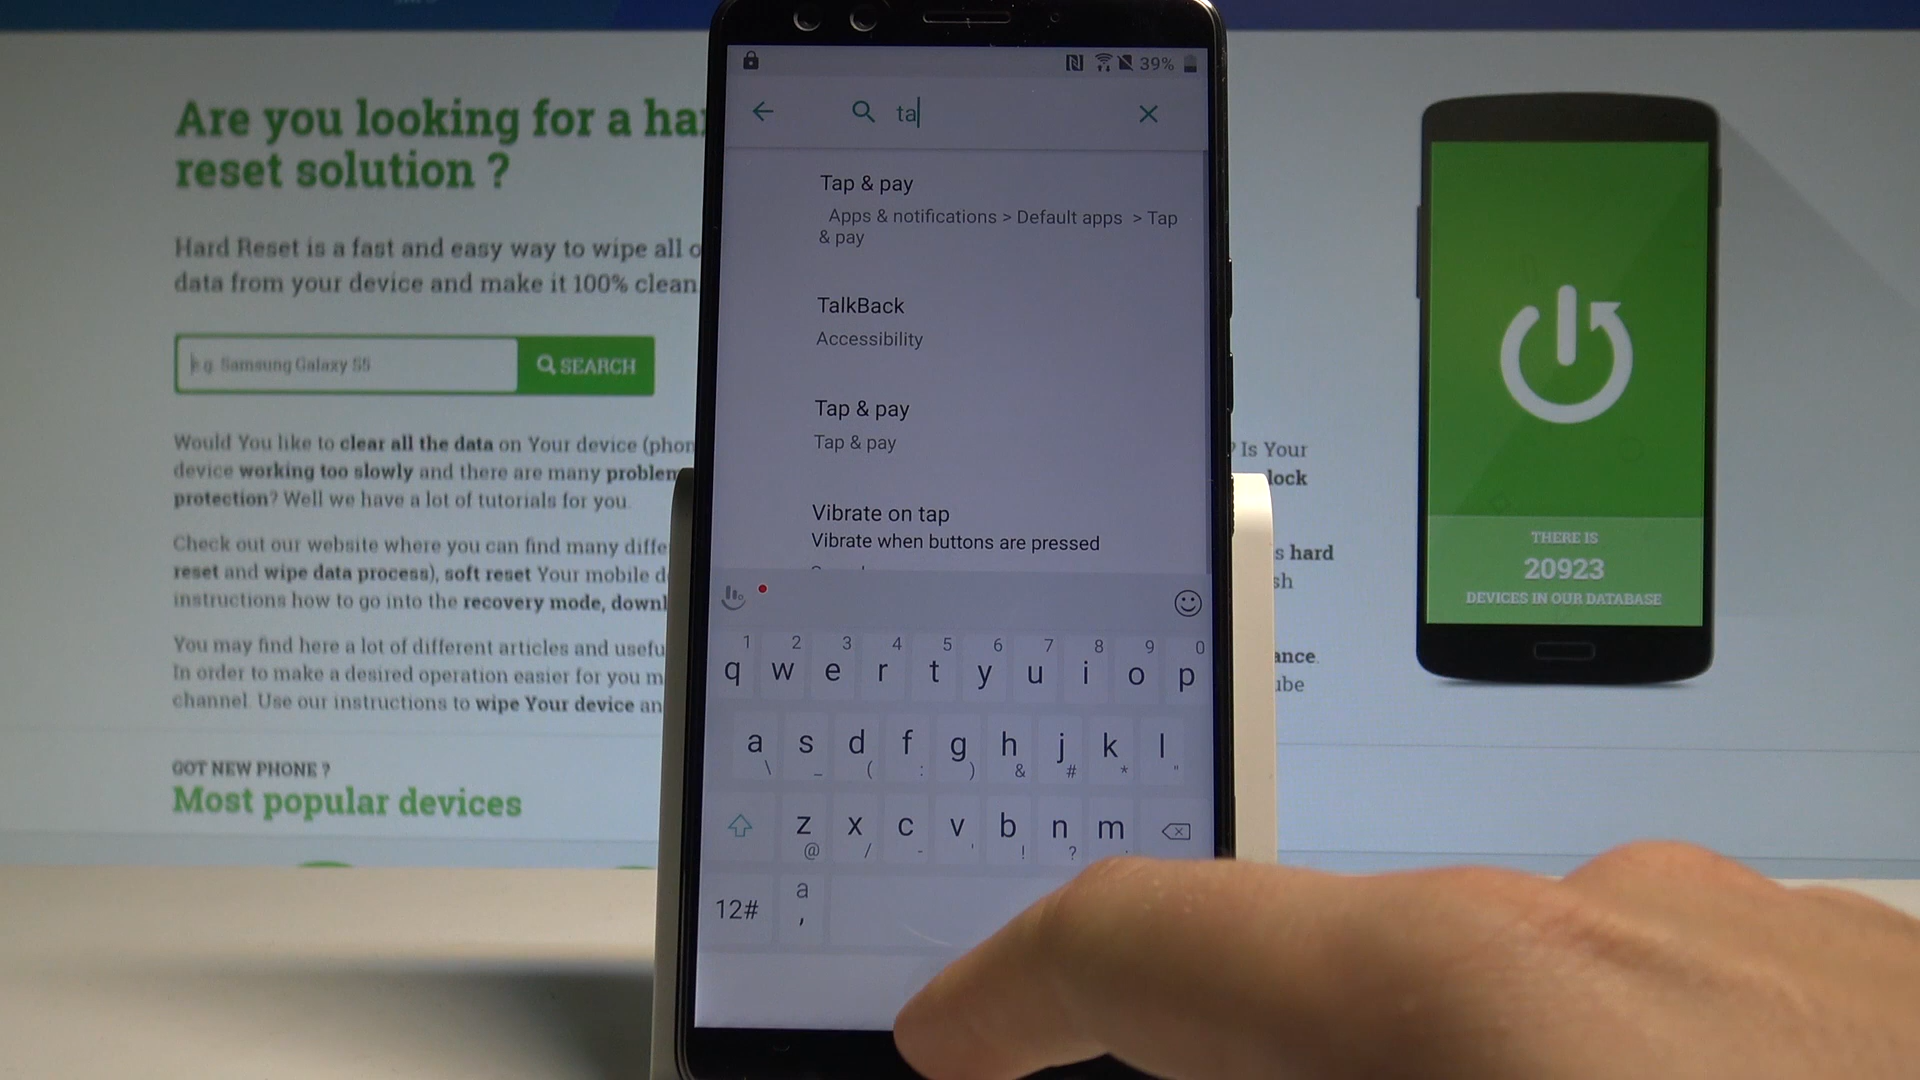 Are you looking for a ha
reset solution ?
Hard Reset is a fast and easy way to wipe all o
data from your device and make it 100% clean
e.g. Samsung Galaxy S5
SEARCH
Would You like to clear all the data on Your device (phon
device working too slowly and there are many problem
protection? Well we have a lot of tutorials for you.
Check out our website where you can find many diffe
reset and wipe data process), soft reset Your mobile d
instructions how to go into the recovery mode, downl
You may find here a lot of different articles and usefu
In order to make a desired operation easier for you m
channel. Use our instructions to wipe Your device an
GOT NEW PHONE ?
Most popular devices
39%
ta
Tap & pay
Apps & notifications > Default apps > Tap
& pay
TalkBack
Accessibility
Tap & pay
Tap & pay
Vibrate on tap
Vibrate when buttons are pressed
1 2 3 4 5 6 7 8 9 0
q w e r t y u i o p
a s d f g h j k l
\ _ ( : ) & # * "
z x c v b n m
@ / - ' ! ?
12# a ,
? Is Your
lock
s hard
sh
ance.
ube
THERE IS
20923
DEVICES IN OUR DATABASE